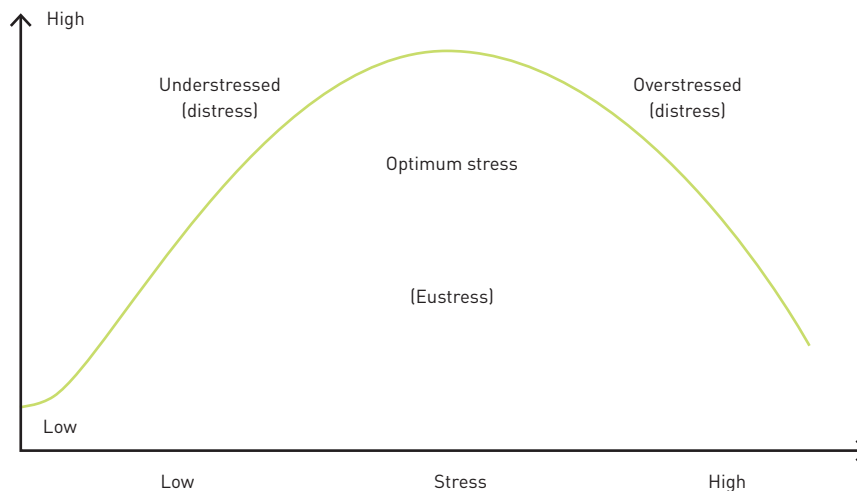 High
Understressed
(distress)
Overstressed
(distress)
Optimum stress
(Eustress)
Low
Low
Stress
High